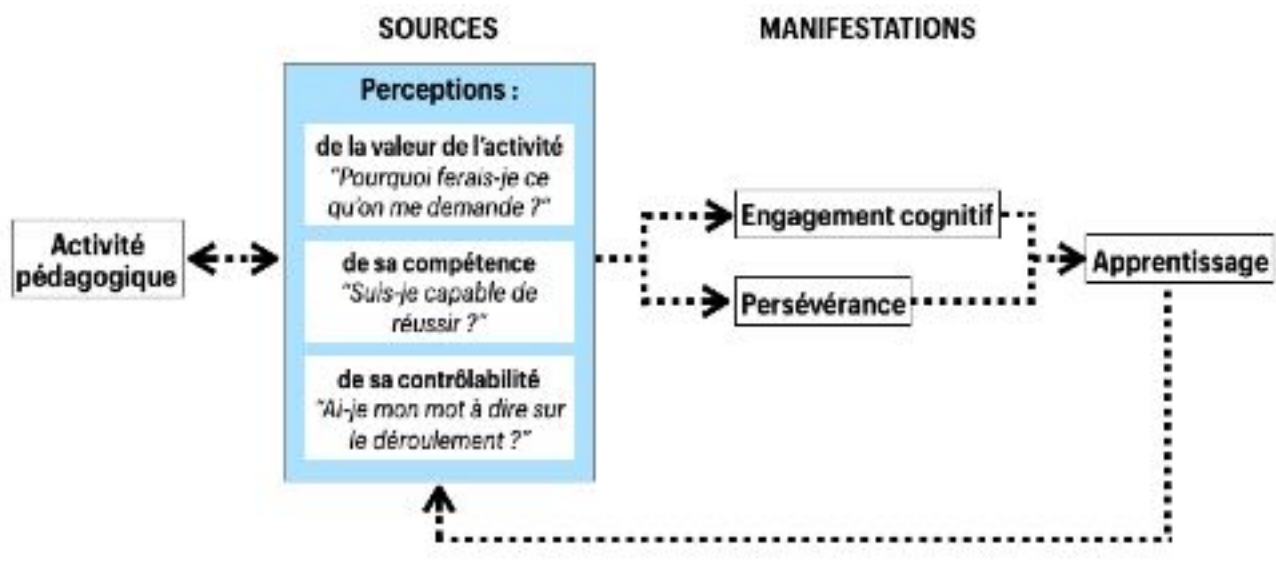 SOURCES
MANIFESTATIONS
Perceptions :
de la valeur de l'activité
"Pourquoi ferais-je ce
qu'on me demande ?"
Activité
pédagogique
de sa compétence
"Suis-je capable de
réussir ?"
de sa contrôlabilité
"Ai-je mon mot à dire sur
le déroulement ?"
Engagement cognitif
Persévérance
Apprentissage